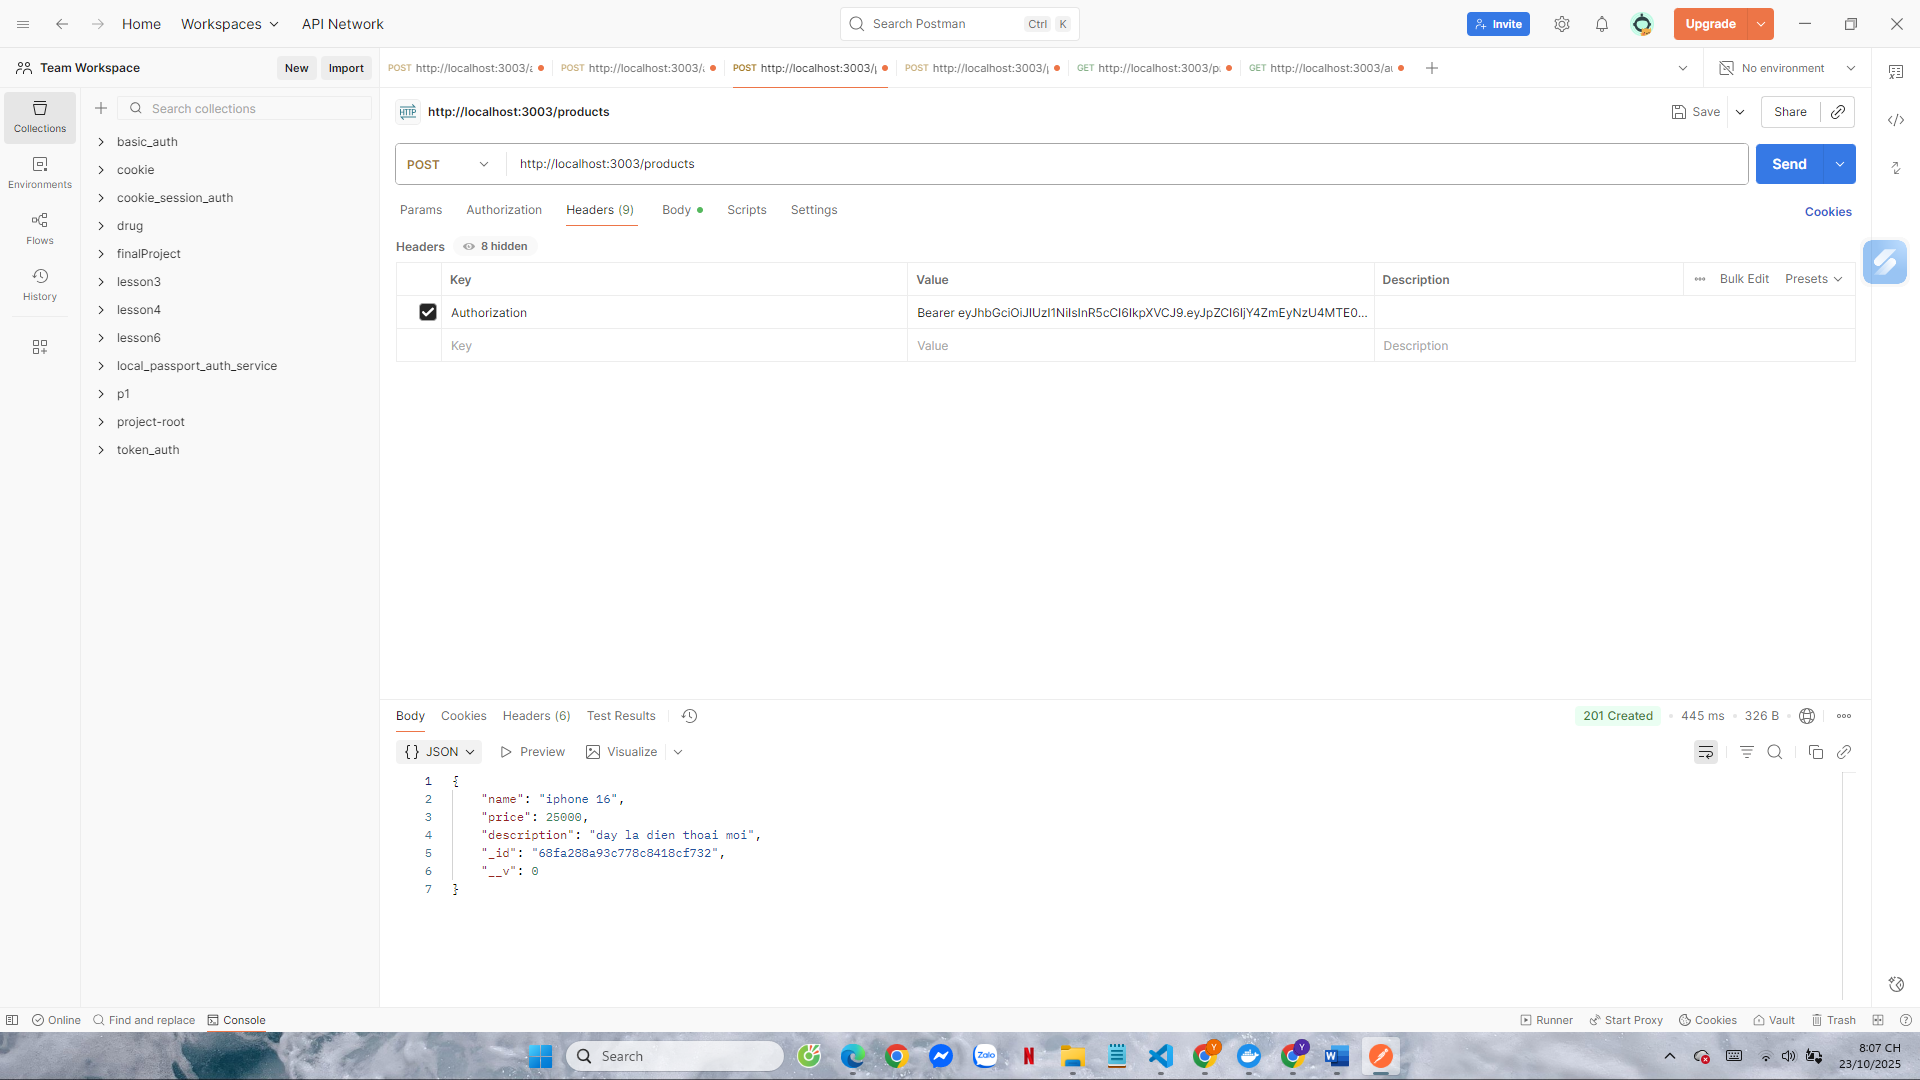 Home
Workspaces
API Network
Search Postman
Ctrl
K
Invite
Upgrade
Team Workspace
New
Import
POST http://localhost:3003/
POST http://localhost:3003/
POST http://localhost:3003/
POST http://localhost:3003/
GET http://localhost:3003/p
GET http://localhost:3003/a
No environment
Collections
Environments
Flows
History
Search collections
basic_auth
cookie
cookie_session_auth
drug
finalProject
lesson3
lesson4
lesson6
local_passport_auth_service
p1
project-root
token_auth
HTTP
http://localhost:3003/products
Save
Share
POST
http://localhost:3003/products
Send
Params
Authorization
Headers (9)
Body
Scripts
Settings
Cookies
Headers
8 hidden
Key
Value
Description
Bulk Edit
Presets
Authorization
Bearer eyJhbGciOiJIUzI1NiIsInR5cCI6IkpXVCJ9.eyJpZCI6IjY4ZmEyNzU4MTE0...
Key
Value
Description
Body
Cookies
Headers (6)
Test Results
201 Created
445 ms
326 B
{} JSON
Preview
Visualize
1 {
2 "name": "iphone 16",
3 "price": 25000,
4 "description": "day la dien thoai moi",
5 "_id": "68fa288a93c778c8418cf732",
6 "__v": 0
7 }
Online
Find and replace
Console
Runner
Start Proxy
Cookies
Vault
Trash
Search
Zalo
N
Y
Y
W
8:07 CH
23/10/2025